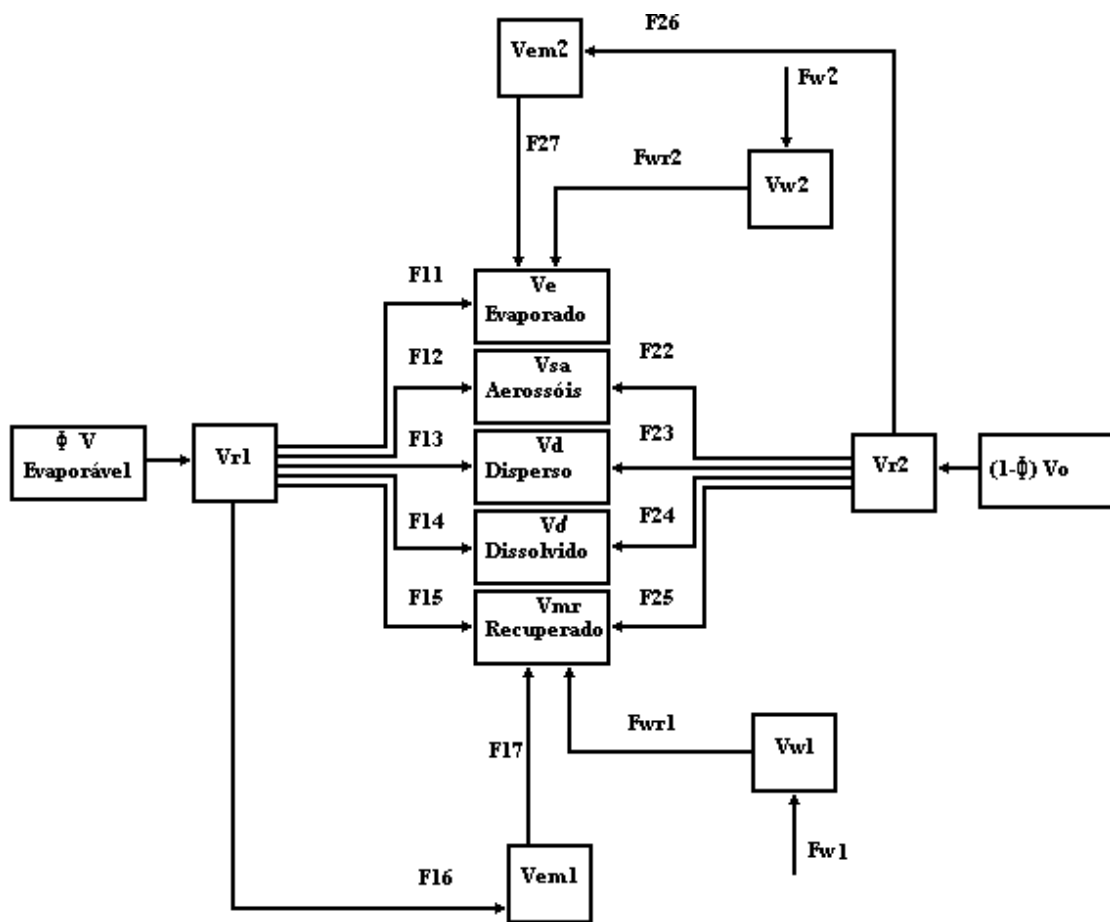 F26
Vem2
Fw2
F27
Fwr2
Vw2
F11
Ve
Evaporado
F12
Vsa
Aerossóis
F22
F13
Vd
Disperso
F23
Φ V
Evaporável
Vr1
Vr2
(1-Φ) Vo
F14
Vd'
Dissolvido
F24
F15
Vmr
Recuperado
F25
Fwr1
Vw1
F17
Fw1
F16
Vem1